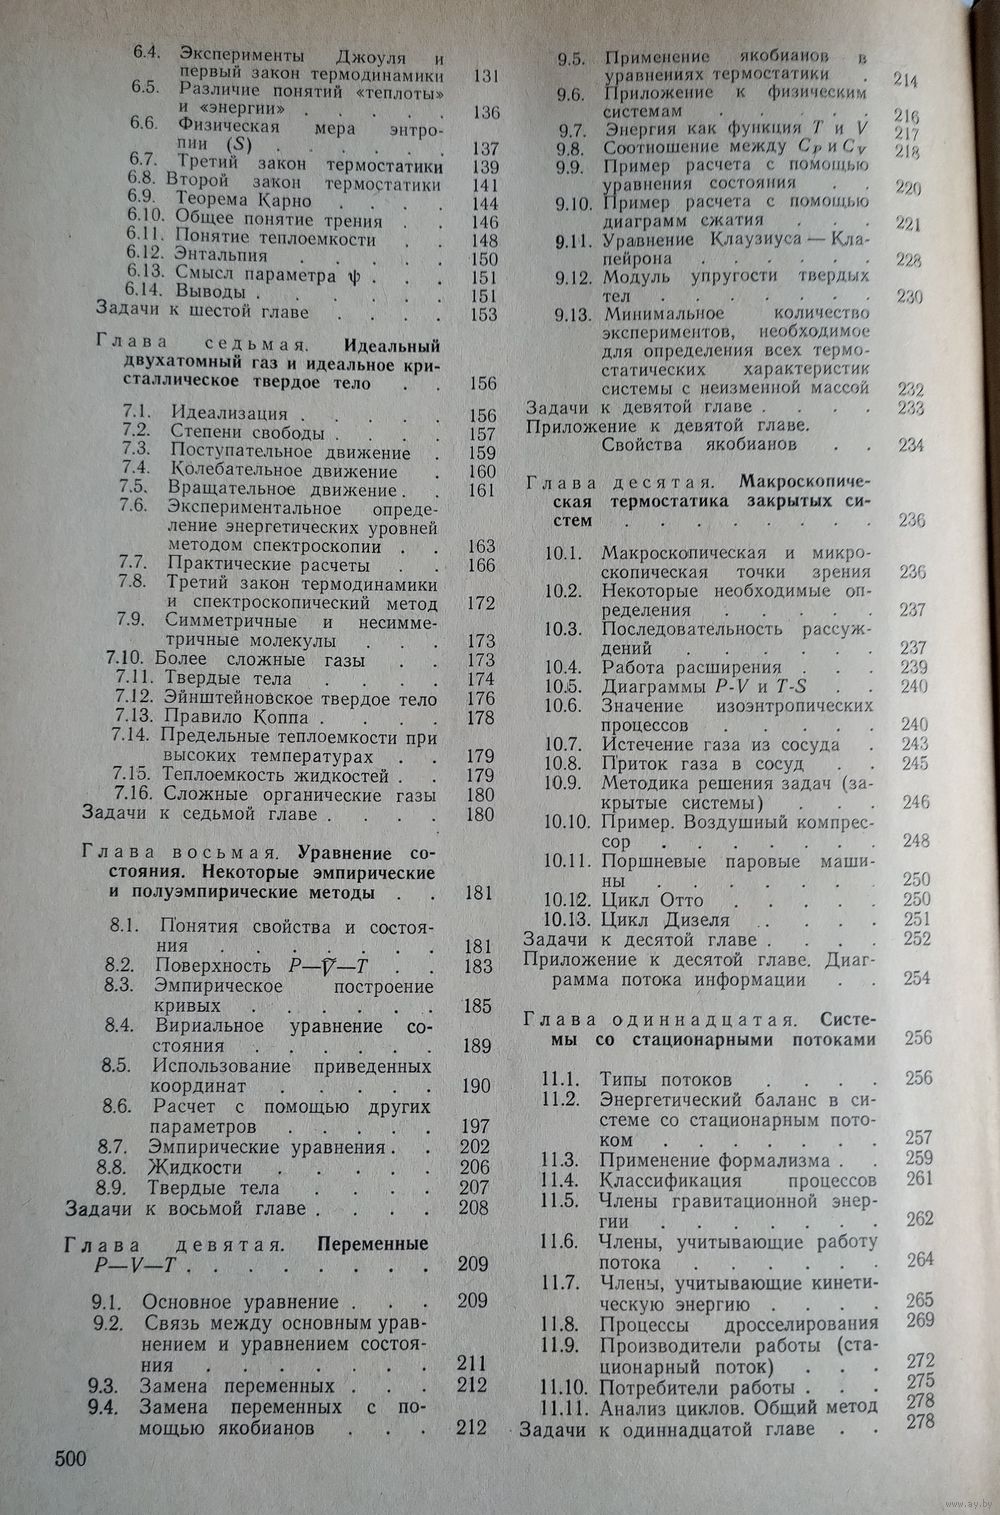 6.4. Эксперименты Джоуля и
первый закон термодинамики 131
6.5. Различие понятий «теплоты»
и «энергии» . . . . . 136
6.6. Физическая мера энтро-
пии (S) . . . . . . 137
6.7. Третий закон термостатики 139
6.8. Второй закон термостатики 141
6.9. Теорема Карно . . . . 144
6.10. Общее понятие трения . . 146
6.11. Понятие теплоемкости . . 148
6.12. Энтальпия . . . . . 150
6.13. Смысл параметра ψ . . . 151
6.14. Выводы . . . . . . 151
Задачи к шестой главе . . . . 153
Глава седьмая. Идеальный
двухатомный газ и идеальное кри-
сталлическое твердое тело . . 156
7.1. Идеализация . . . . . 156
7.2. Степени свободы . . . . 157
7.3. Поступательное движение . 159
7.4. Колебательное движение . 160
7.5. Вращательное движение . . 161
7.6. Экспериментальное опреде-
ление энергетических уровней
методом спектроскопии . . 163
7.7. Практические расчеты . . 166
7.8. Третий закон термодинамики
и спектроскопический метод 172
7.9. Симметричные и несимме-
тричные молекулы . . . 173
7.10. Более сложные газы . . 173
7.11. Твердые тела . . . . 174
7.12. Эйнштейновское твердое тело 176
7.13. Правило Коппа . . . . 178
7.14. Предельные теплоемкости при
высоких температурах . . 179
7.15. Теплоемкость жидкостей . . 179
7.16. Сложные органические газы 180
Задачи к седьмой главе . . . . 180
Глава восьмая. Уравнение со-
стояния. Некоторые эмпирические
и полуэмпирические методы . . 181
8.1. Понятия свойства и состоя-
ния . . . . . . . 181
8.2. Поверхность P—V—T . . 183
8.3. Эмпирическое построение
кривых . . . . . . 185
8.4. Вириальное уравнение со-
стояния . . . . . . 189
8.5. Использование приведенных
координат . . . . . 190
8.6. Расчет с помощью других
параметров . . . . . 197
8.7. Эмпирические уравнения . . 202
8.8. Жидкости . . . . . 206
8.9. Твердые тела . . . . 207
Задачи к восьмой главе . . . . 208
Глава девятая. Переменные
P—V—T . . . . . . . . 209
9.1. Основное уравнение . . . 209
9.2. Связь между основным урав-
нением и уравнением состоя-
ния . . . . . . . 211
9.3. Замена переменных . . . 212
9.4. Замена переменных с по-
мощью якобианов . . . 212
500
9.5. Применение якобианов в
уравнениях термостатики . 214
9.6. Приложение к физическим
системам . . . . . 216
9.7. Энергия как функция T и V 217
9.8. Соотношение между CP и CV 218
9.9. Пример расчета с помощью
уравнения состояния . . 220
9.10. Пример расчета с помощью
диаграмм сжатия . . . 221
9.11. Уравнение Клаузиуса — Кла-
пейрона . . . . . . 228
9.12. Модуль упругости твердых
тел . . . . . . . 230
9.13. Минимальное количество
экспериментов, необходимое
для определения всех термо-
статических характеристик
системы с неизменной массой 232
Задачи к девятой главе . . . . 233
Приложение к девятой главе.
Свойства якобианов . . 234
Глава десятая. Макроскопиче-
ская термостатика закрытых си-
стем . . . . . . . . 236
10.1. Макроскопическая и микро-
скопическая точки зрения 236
10.2. Некоторые необходимые оп-
ределения . . . . . 237
10.3. Последовательность рассуж-
дений . . . . . . 237
10.4. Работа расширения . . . 239
10.5. Диаграммы P-V и T-S . . 240
10.6. Значение изоэнтропических
процессов . . . . . 240
10.7. Истечение газа из сосуда . 243
10.8. Приток газа в сосуд . . 245
10.9. Методика решения задач (за-
крытые системы) . . . 246
10.10. Пример. Воздушный компрес-
сор . . . . . . . 248
10.11. Поршневые паровые маши-
ны . . . . . . . 250
10.12. Цикл Отто . . . . . 250
10.13. Цикл Дизеля . . . . 251
Задачи к десятой главе . . . . 252
Приложение к десятой главе. Диаг-
рамма потока информации . . 254
Глава одиннадцатая. Систе-
мы со стационарными потоками 256
11.1. Типы потоков . . . . 256
11.2. Энергетический баланс в си-
стеме со стационарным пото-
ком . . . . . . . 257
11.3. Применение формализма . . 259
11.4. Классификация процессов 261
11.5. Члены гравитационной энер-
гии . . . . . . . 262
11.6. Члены, учитывающие работу
потока . . . . . . 264
11.7. Члены, учитывающие кинети-
ческую энергию . . . . 265
11.8. Процессы дросселирования 269
11.9. Производители работы (ста-
ционарный поток) . . . 272
11.10. Потребители работы . . . 275
11.11. Анализ циклов. Общий метод 278
Задачи к одиннадцатой главе . . 278
www.ay.by